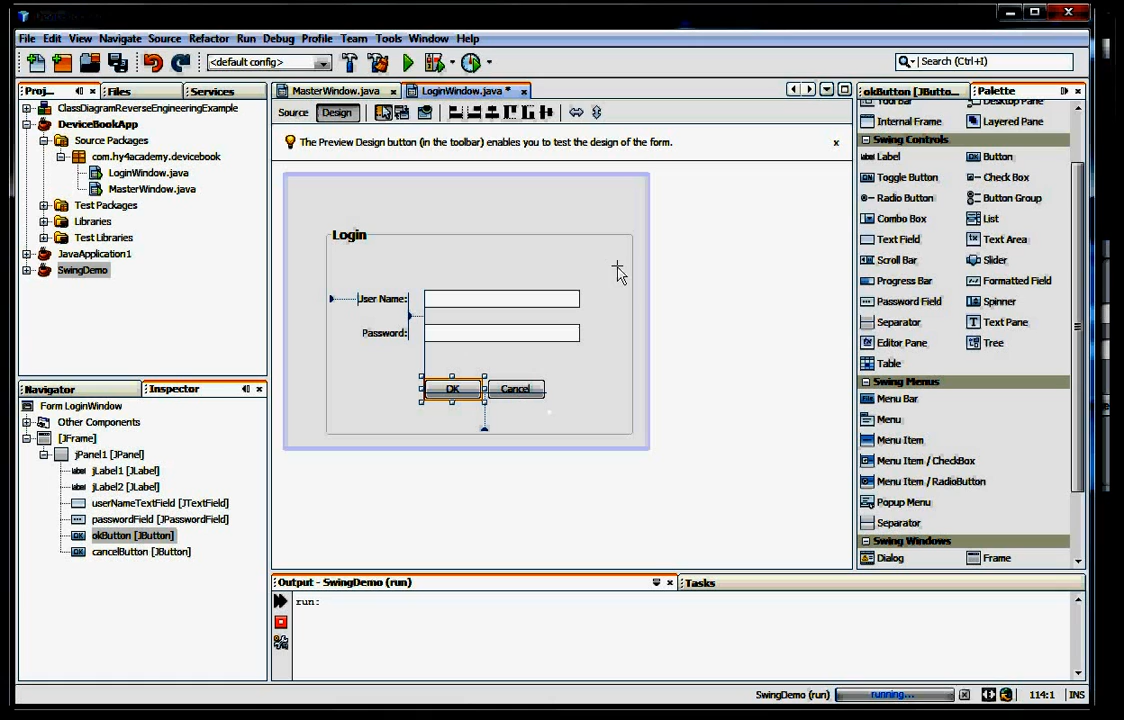 File Edit View Navigate Source Refactor Run Debug Profile Team Tools Window Help
<default config>
Search (Ctrl+I)
Proj...
Files
Services
ClassDiagramReverseEngineeringExample
DeviceBookApp
Source Packages
com.hy4academy.devicebook
LoginWindow.java
MasterWindow.java
Test Packages
Libraries
Test Libraries
JavaApplication1
SwingDemo
Navigator
Inspector
Form LoginWindow
Other Components
[JFrame]
jPanel1 [JPanel]
jLabel1 [JLabel]
jLabel2 [JLabel]
userNameTextField [JTextField]
passwordField [JPasswordField]
okButton [JButton]
cancelButton [JButton]
MasterWindow.java
LoginWindow.java *
Source
Design
The Preview Design button (in the toolbar) enables you to test the design of the form.
Login
User Name:
Password:
OK
Cancel
Output - SwingDemo (run)
Tasks
run:
okButton [JButto...
Palette
Tool Bar
Desktop Pane
Internal Frame
Layered Pane
Swing Controls
Label
OK
Button
ON
Toggle Button
Check Box
Radio Button
Button Group
Combo Box
List
Text Field
Text Area
Scroll Bar
Slider
Progress Bar
Formatted Field
Password Field
Spinner
Separator
Text Pane
Editor Pane
Tree
Table
Swing Menus
Menu Bar
Menu
Menu Item
Menu Item / CheckBox
Menu Item / RadioButton
Popup Menu
Separator
Swing Windows
Dialog
Frame
SwingDemo (run)
running...
114:1
INS